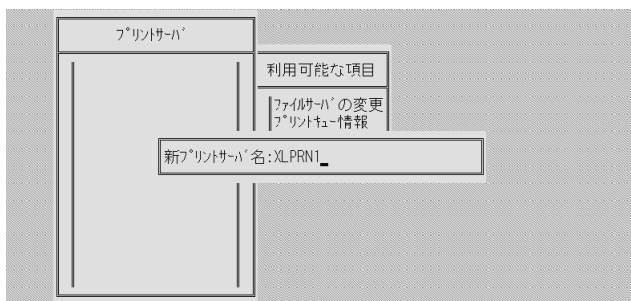 ﾌﾟﾘﾝﾄｻｰﾊﾞ
利用可能な項目
ﾌｧｲﾙｻｰﾊﾞの変更
ﾌﾟﾘﾝﾄｷｭｰ情報
新ﾌﾟﾘﾝﾄｻｰﾊﾞ名:XLPRN1_